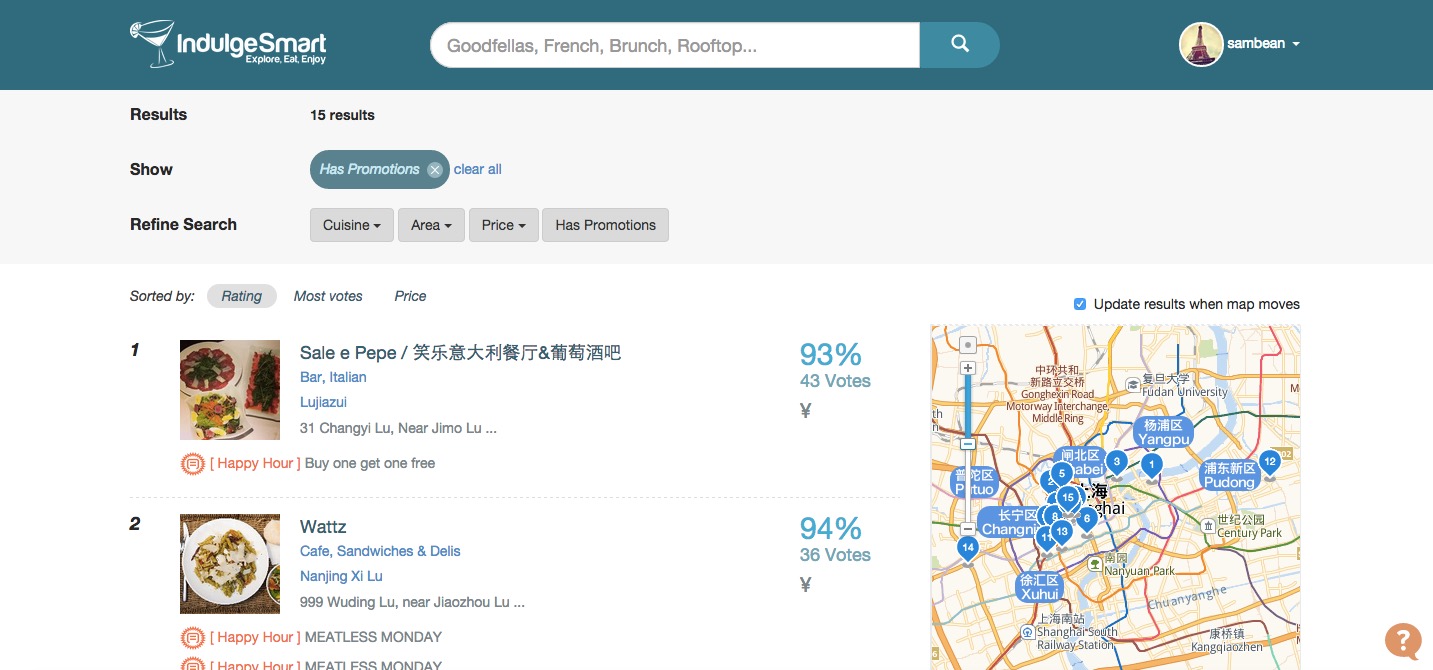 IndulgeSmart
Explore, Eat, Enjoy
Goodfellas, French, Brunch, Rooftop...
sambean
Results
15 results
Show
Has Promotions
clear all
Refine Search
Cuisine
Area
Price
Has Promotions
Sorted by:
Rating
Most votes
Price
Update results when map moves
1
Sale e Pepe / 笑乐意大利餐厅&葡萄酒吧
Bar, Italian
Lujiazui
31 Changyi Lu, Near Jimo Lu ...
93%
43 Votes
¥
[ Happy Hour ] Buy one get one free
2
Wattz
Cafe, Sandwiches & Delis
Nanjing Xi Lu
999 Wuding Lu, near Jiaozhou Lu ...
94%
36 Votes
¥
[ Happy Hour ] MEATLESS MONDAY
[ Happy Hour ] MEATLESS MONDAY
中环共和
新路立交桥
Gonghexin Road
Motorway Interchange,
Middle Ring
复旦大学
Fudan University
杨浦区
Yangpu
闸北区
3
1
12
浦东新区
Pudong
5
15
上海
长宁区
8
6
11
13
14
世纪公园
Century Park
南园
Nanyuan Park
徐汇区
Xuhui
Chuanyanghe
上海南站
Shanghai South
Railway Station
康桥镇
Kangqiaozhen
?